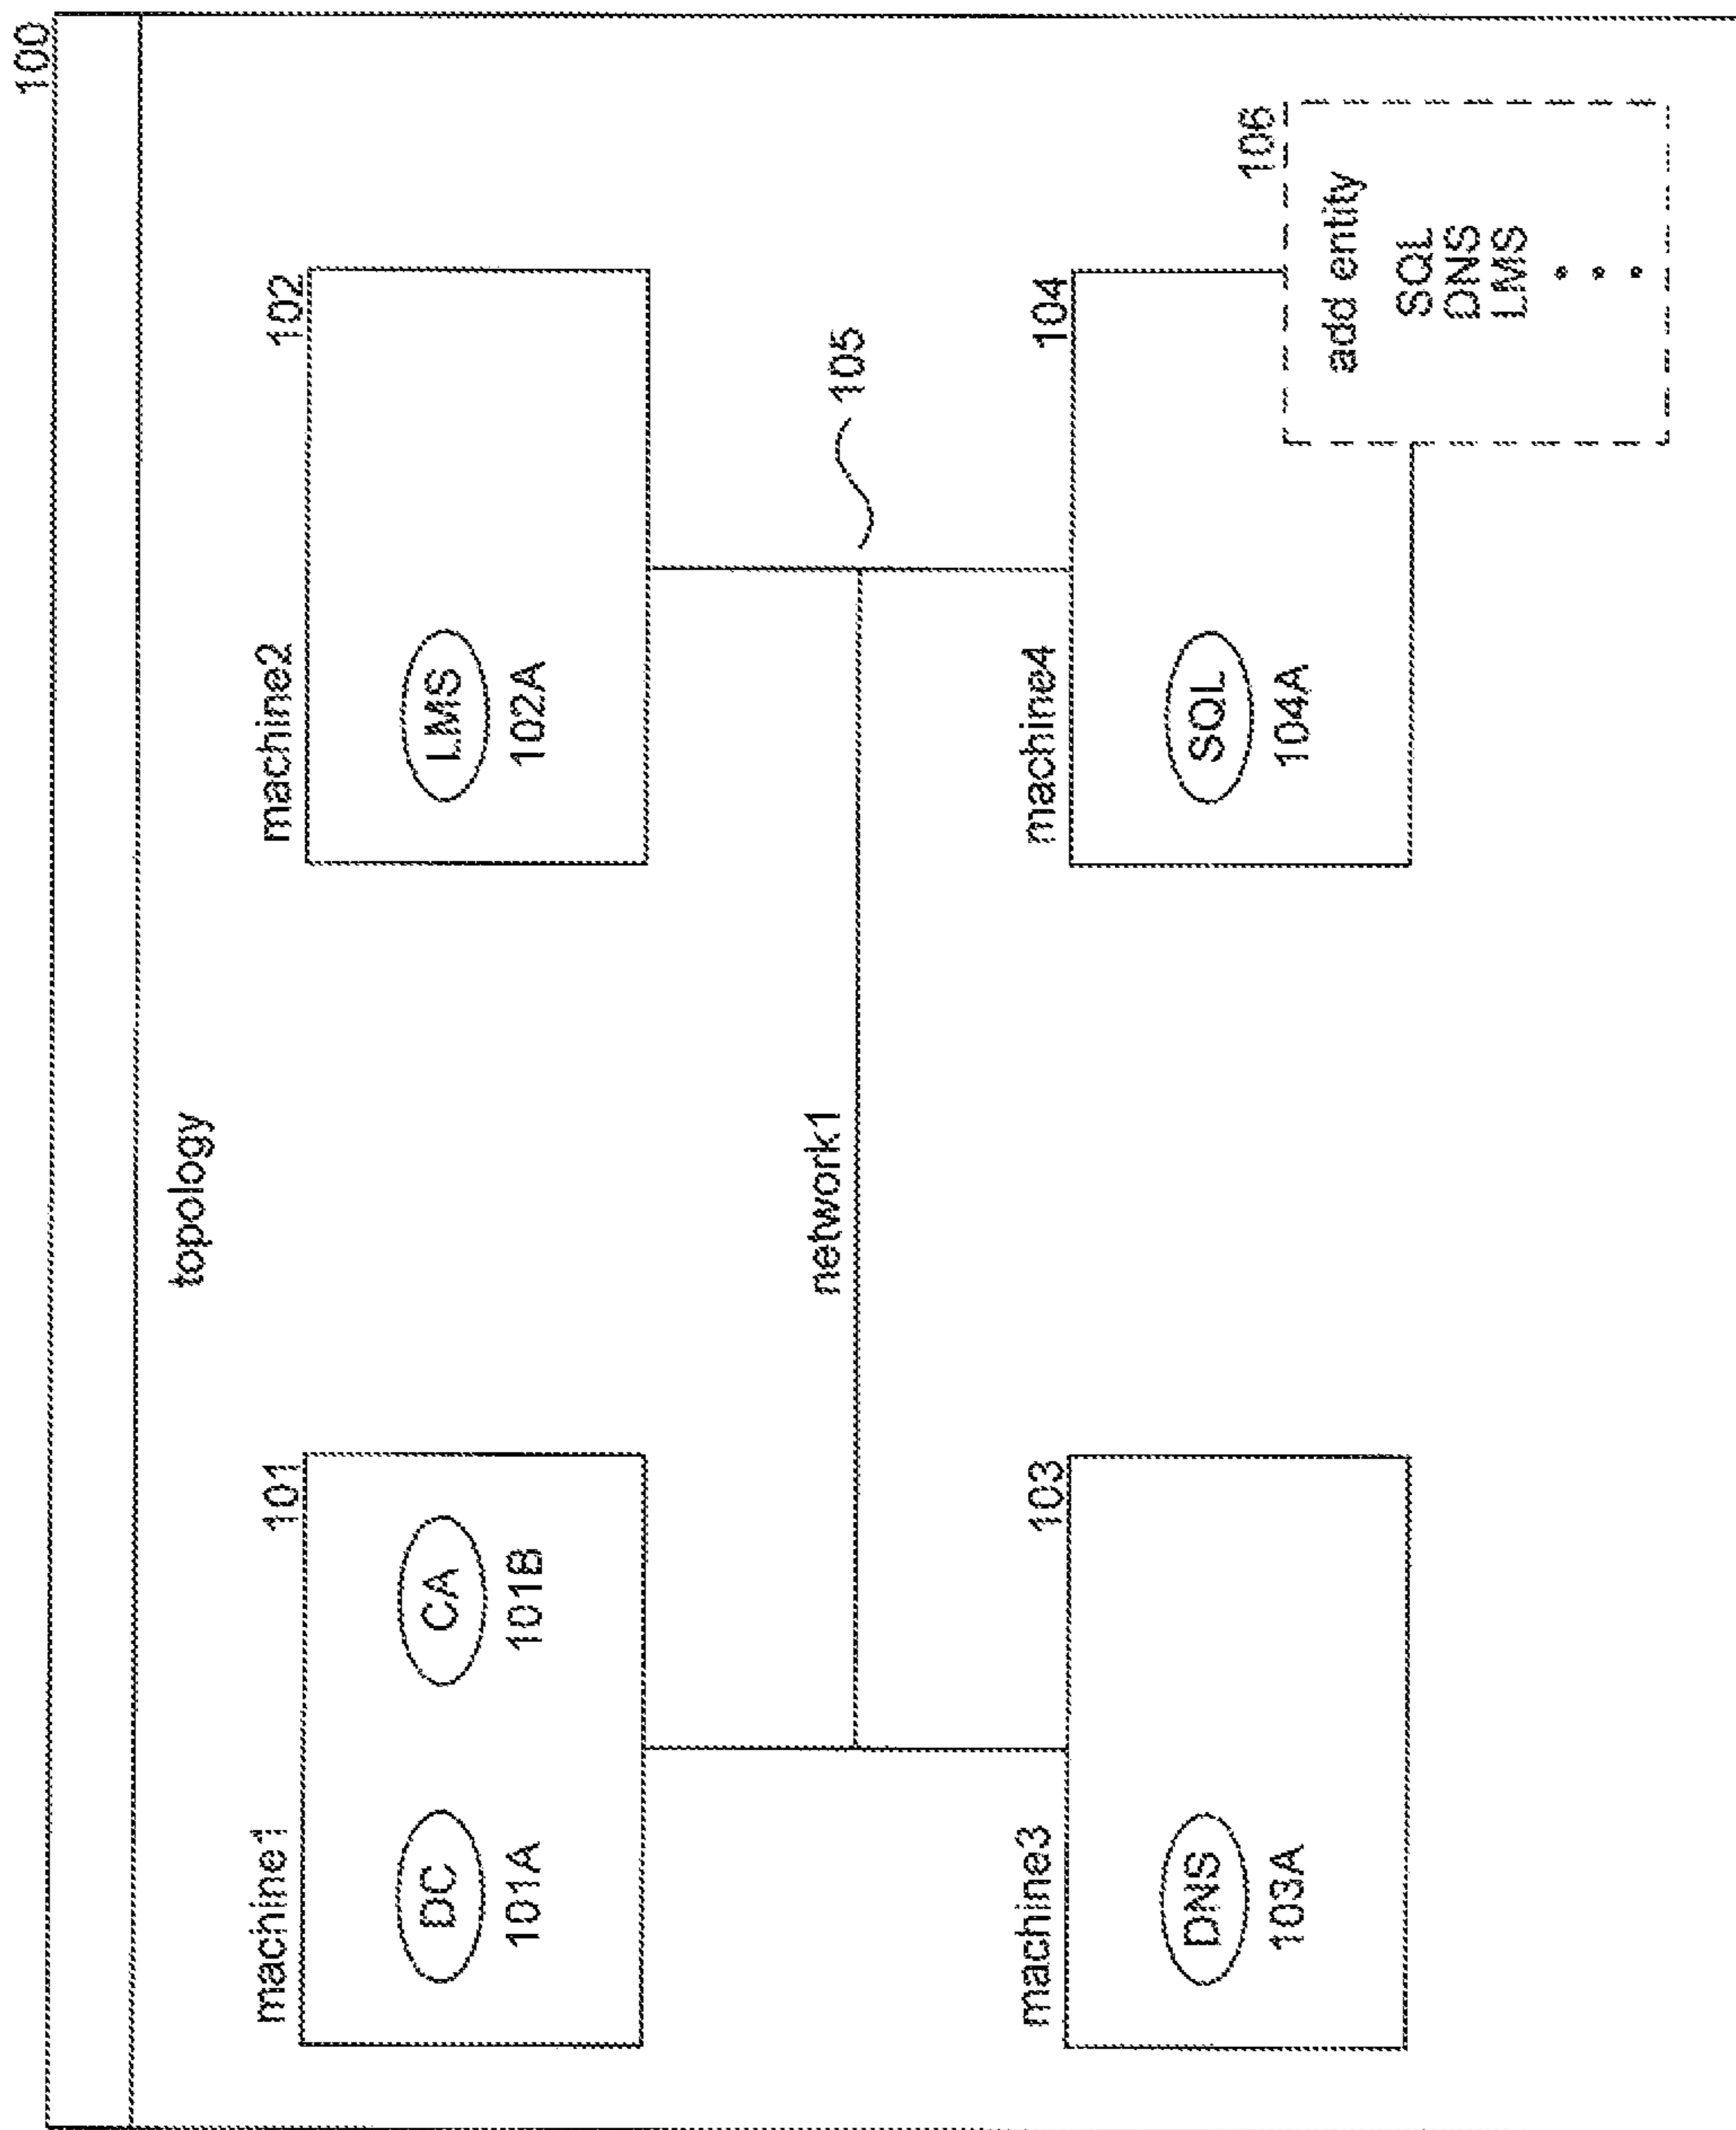 100
topology
machine1
101
DC
CA
101A
101B
machine2
102
LMS
102A
network1
105
machine3
103
DNS
103A
machine4
104
SQL
104A
106
add entity
SQL
DNS
LMS